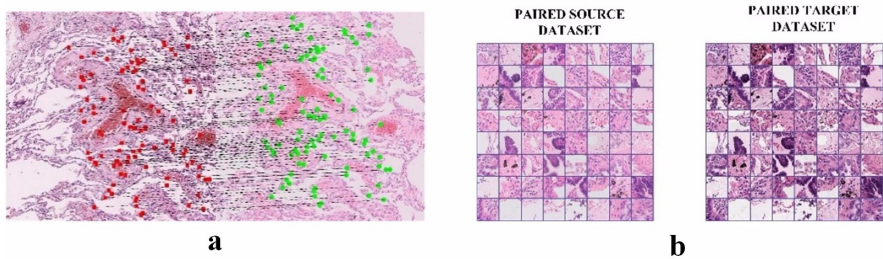 PAIRED SOURCE
DATASET
PAIRED TARGET
DATASET
a
b